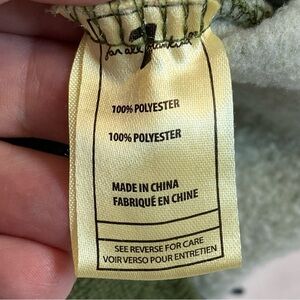 for all mankind
7
100% POLYESTER
100% POLYESTER
MADE IN CHINA
FABRIQUÉ EN CHINE
SEE REVERSE FOR CARE
VOIR VERSO POUR ENTRETIEN